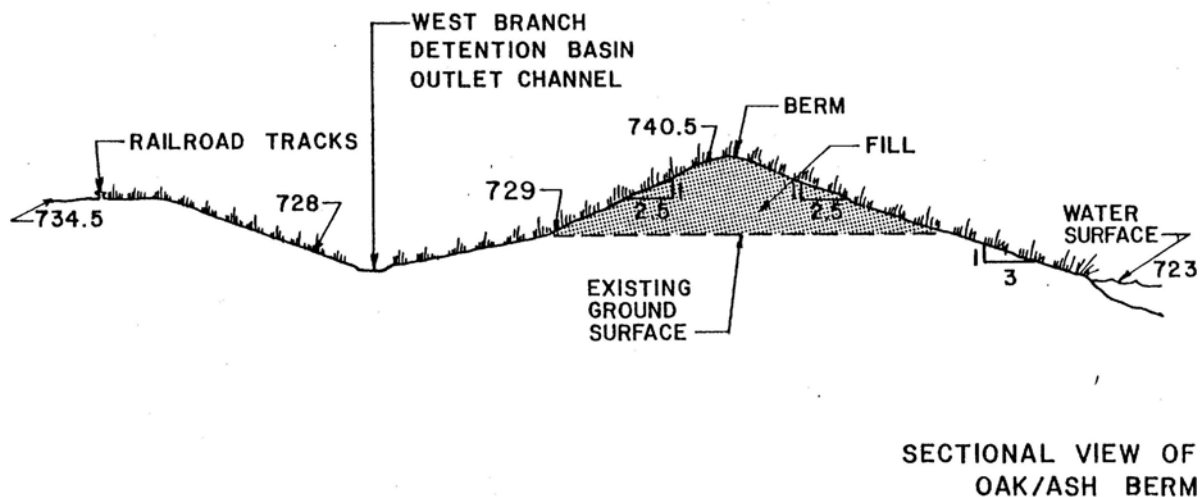 WEST BRANCH
DETENTION BASIN
OUTLET CHANNEL
RAILROAD TRACKS
734.5
728
729
740.5
BERM
FILL
1
2.5
1
2.5
WATER
SURFACE
723
1
3
EXISTING
GROUND
SURFACE
SECTIONAL VIEW OF
OAK/ASH BERM